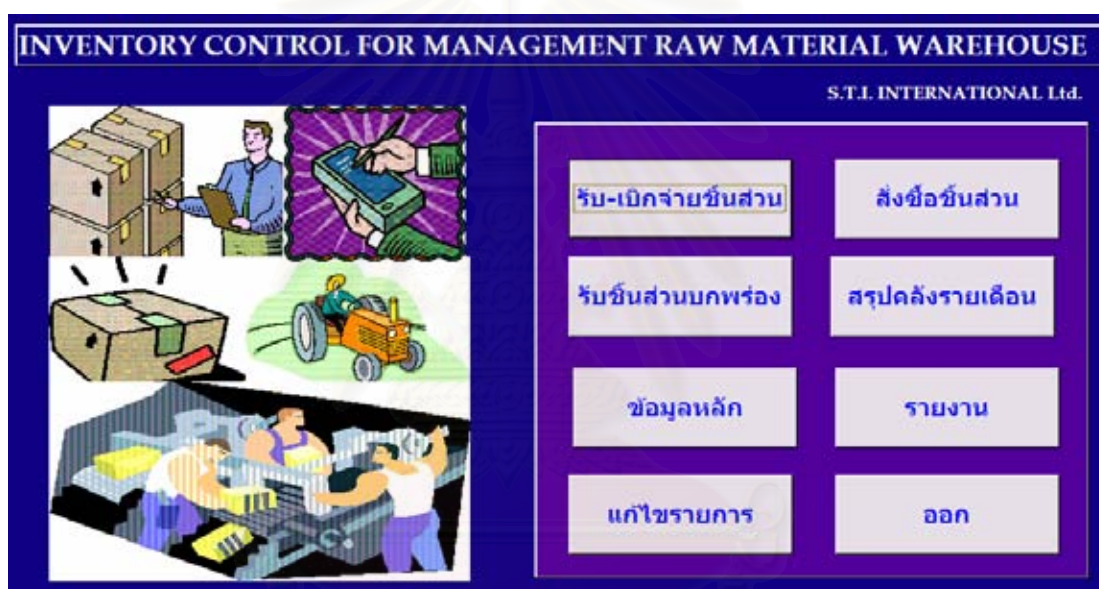 INVENTORY CONTROL FOR MANAGEMENT RAW MATERIAL WAREHOUSE
S.T.I. INTERNATIONAL Ltd.
รับ-เบิกจ่ายชิ้นส่วน
สั่งซื้อชิ้นส่วน
รับชิ้นส่วนบกพร่อง
สรุปคลังรายเดือน
ข้อมูลหลัก
รายงาน
แก้ไขรายการ
ออก